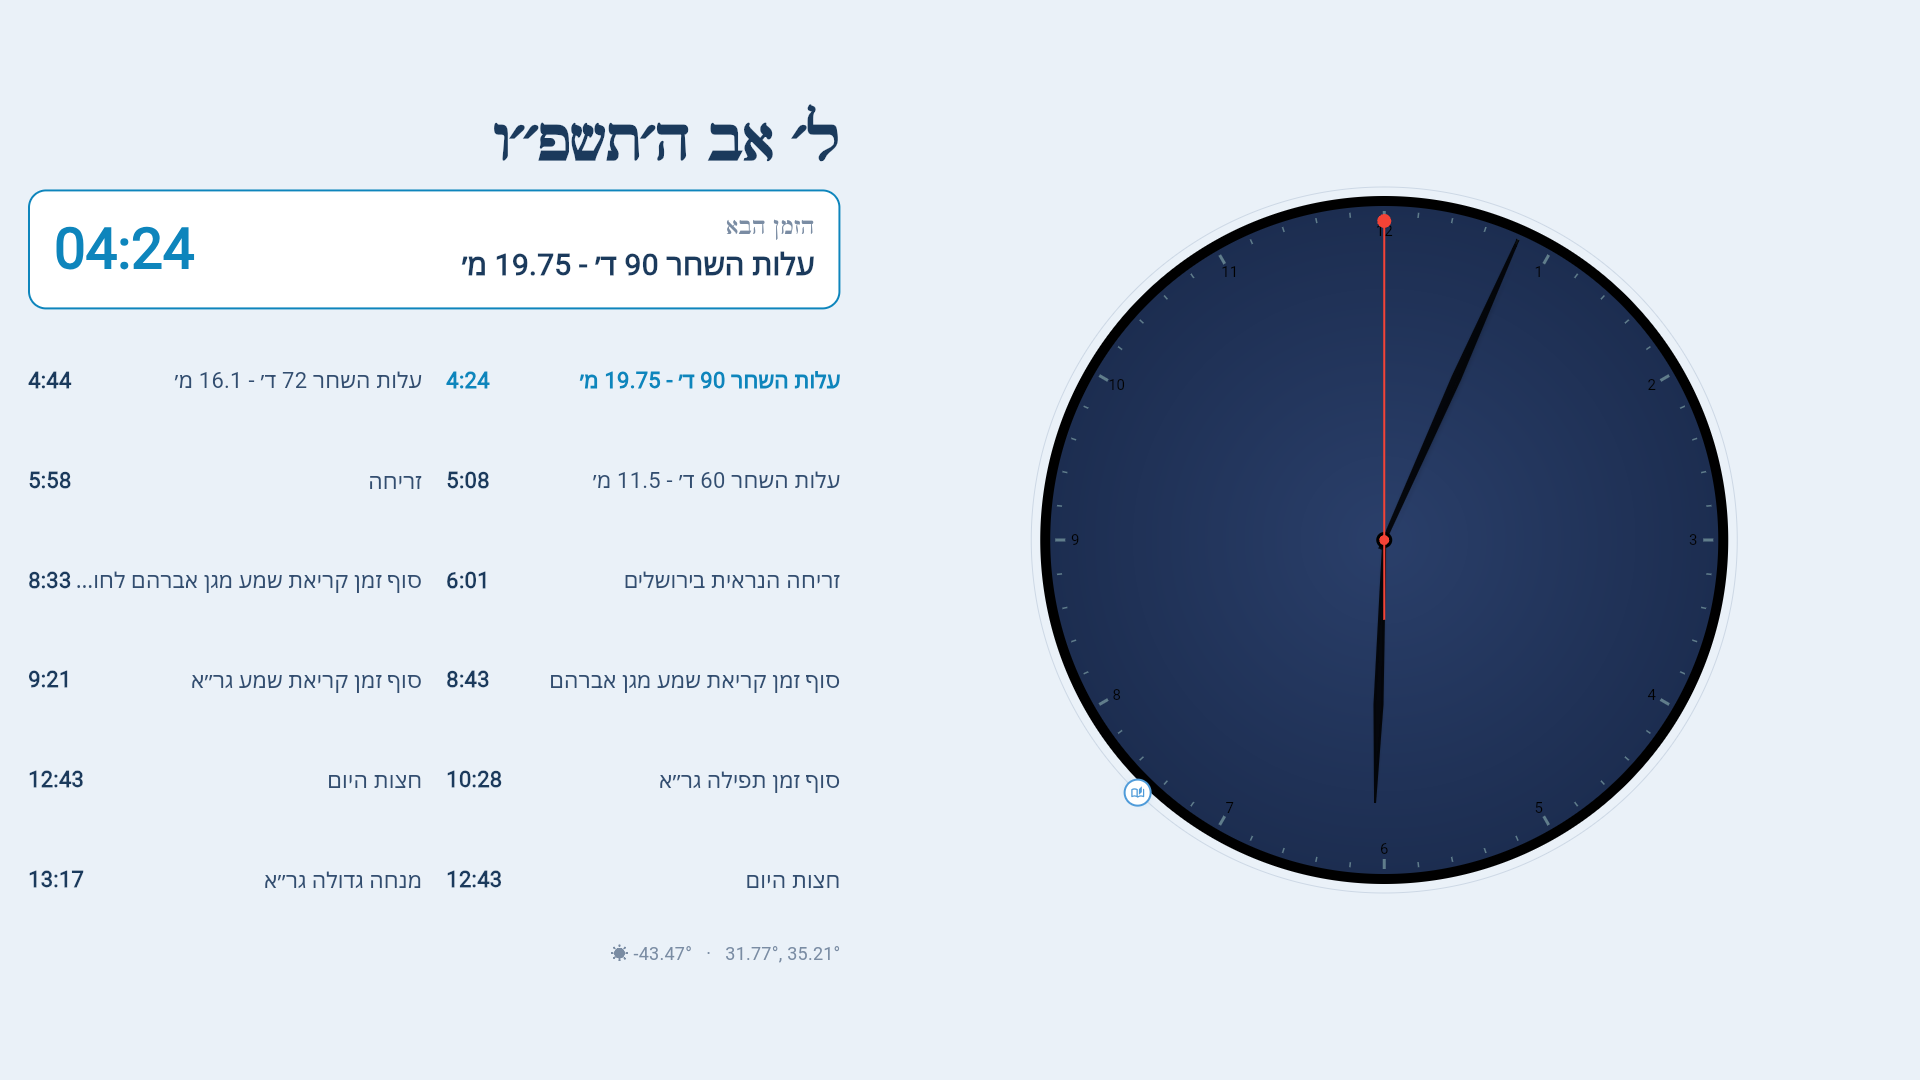 ל׳ אב ה׳תשפ״ו
הזמן הבא
עלות השחר 90 ד׳ - 19.75 מ׳
04:24
עלות השחר 90 ד׳ - 19.75 מ׳ 4:24
עלות השחר 72 ד׳ - 16.1 מ׳ 4:44
עלות השחר 60 ד׳ - 11.5 מ׳ 5:08
זריחה 5:58
זריחה הנראית בירושלים 6:01
סוף זמן קריאת שמע מגן אברהם לחו... 8:33
סוף זמן קריאת שמע מגן אברהם 8:43
סוף זמן קריאת שמע גר״א 9:21
סוף זמן תפילה גר״א 10:28
חצות היום 12:43
חצות היום 12:43
מנחה גדולה גר״א 13:17
31.77°, 35.21° · -43.47°
12
1
2
3
4
5
6
7
8
9
10
11